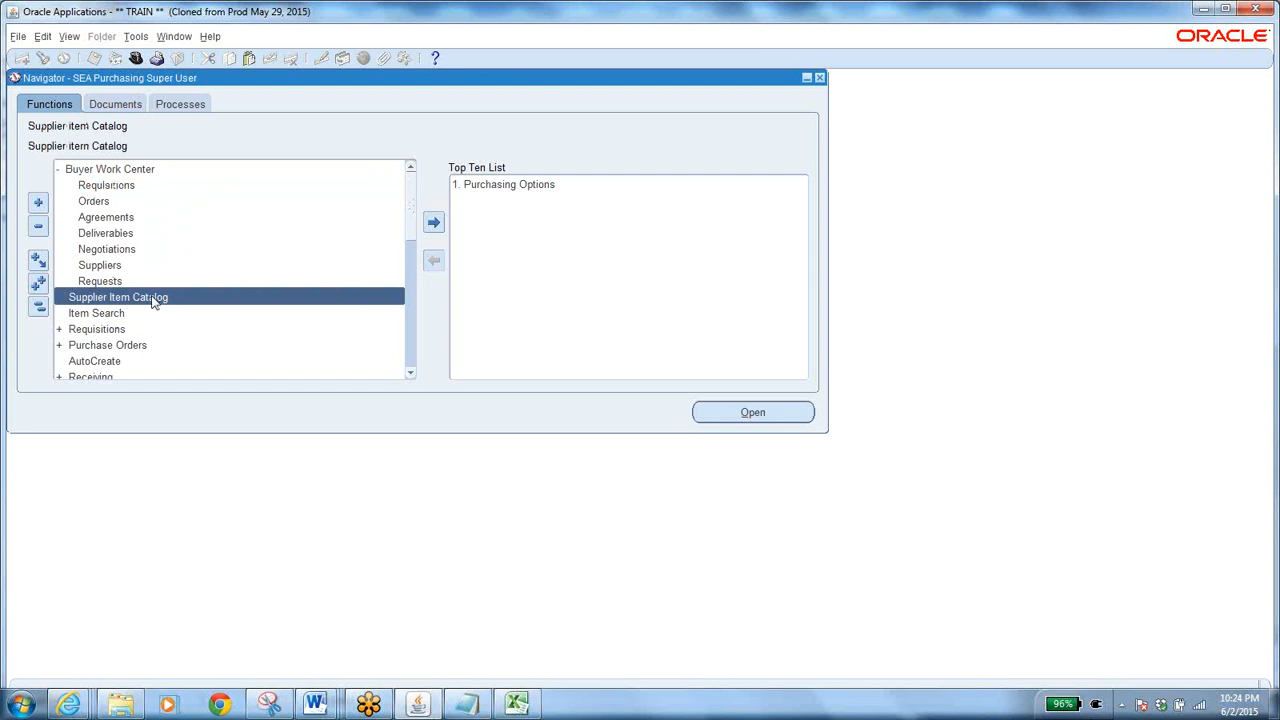 Oracle Applications - ** TRAIN ** (Cloned from Prod May 29, 2015)
File Edit View Folder Tools Window Help
ORACLE
Navigator - SEA Purchasing Super User
Functions Documents Processes
Supplier Item Catalog
Supplier Item Catalog
- Buyer Work Center
Requisitions
Orders
Agreements
Deliverables
Negotiations
Suppliers
Requests
Supplier Item Catalog
Item Search
+ Requisitions
+ Purchase Orders
AutoCreate
+ Receiving
Top Ten List
1. Purchasing Options
Open
96%
10:24 PM
6/2/2015